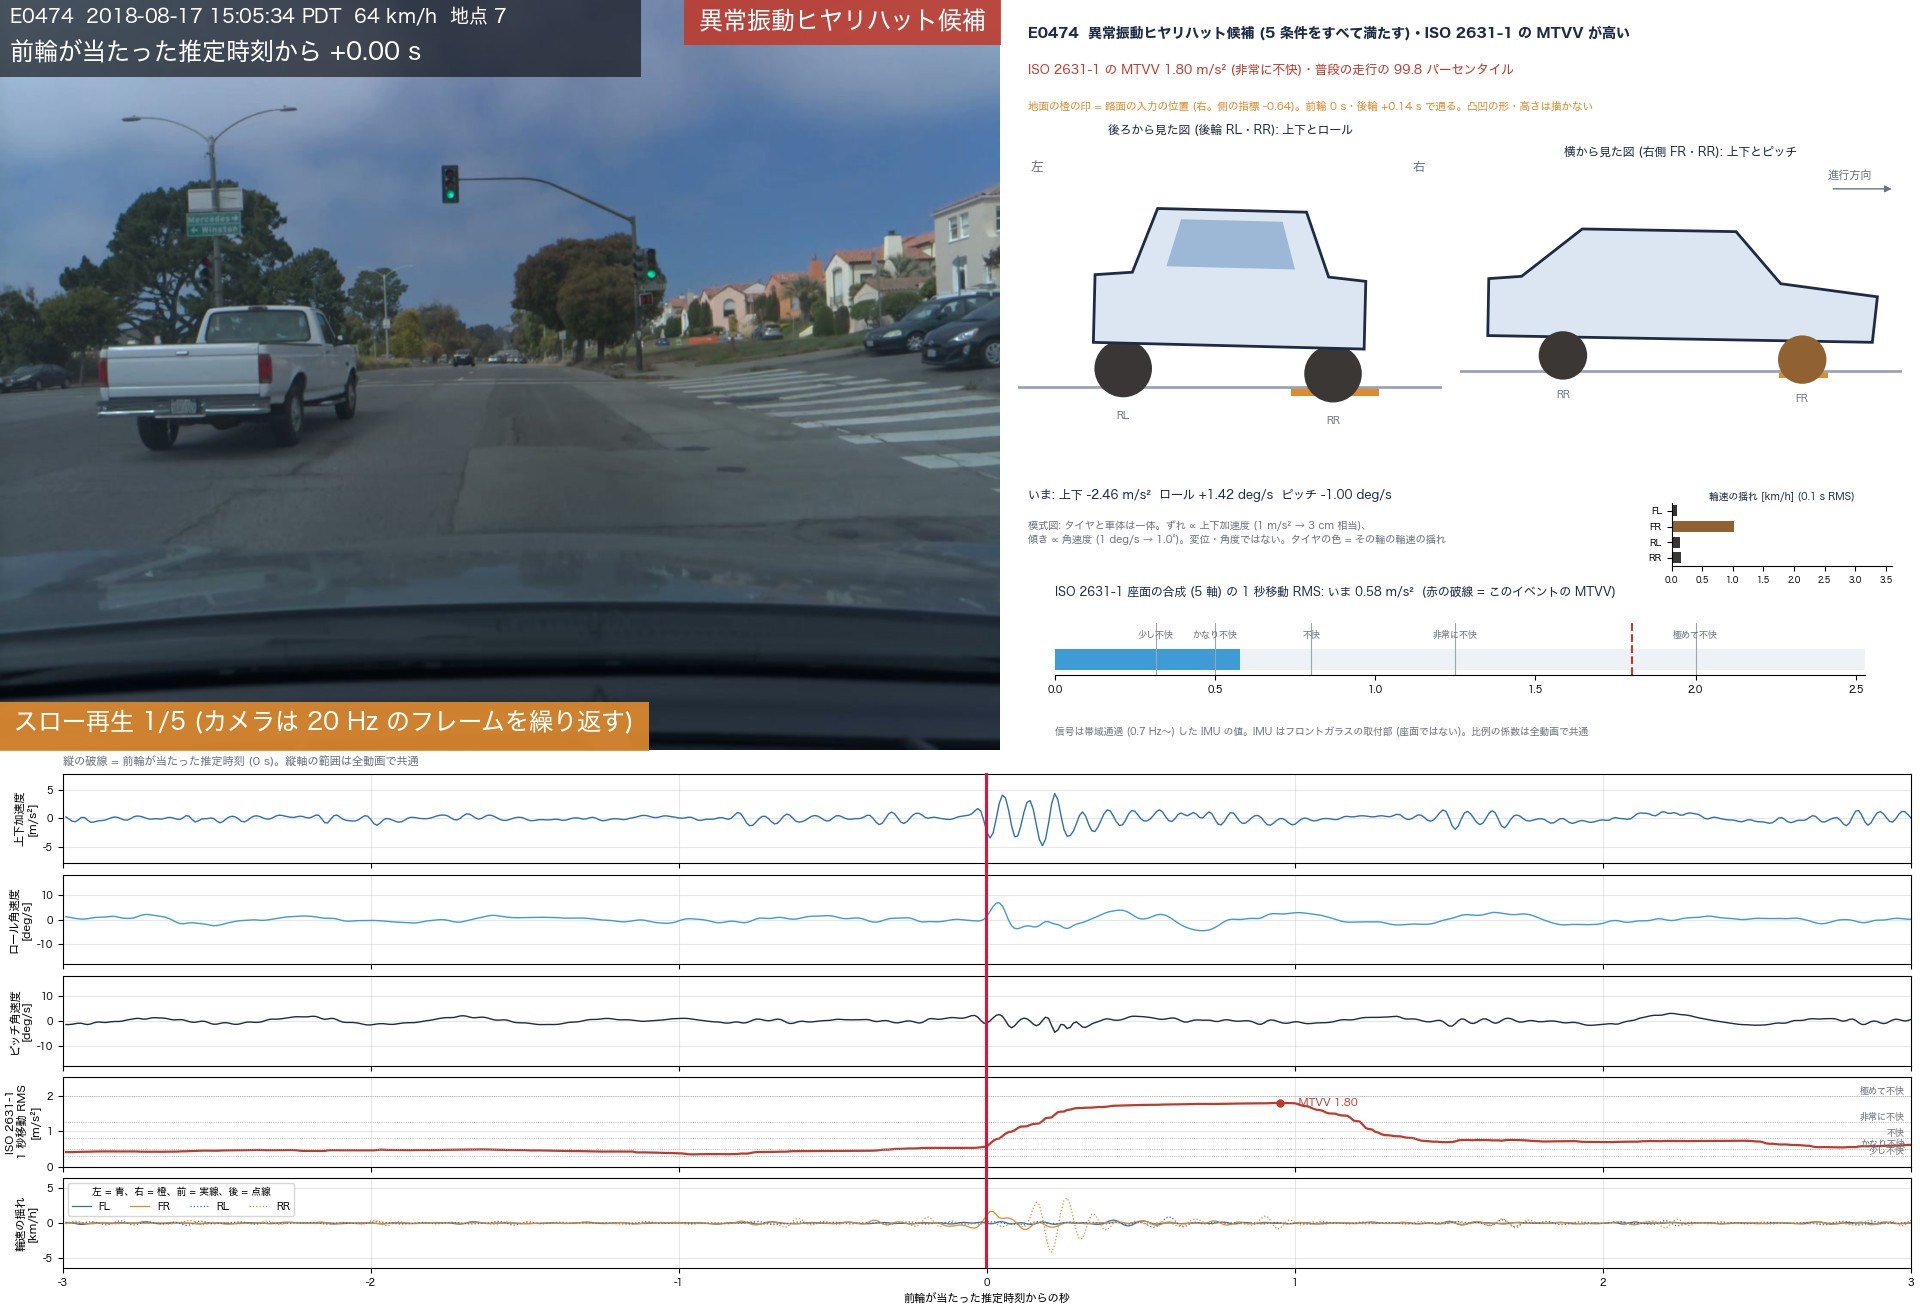 E0474 2018-08-17 15:05:34 PDT 64 km/h 地点 7
前輪が当たった推定時刻から +0.00 s
異常振動ヒヤリハット候補
Mercedes
Winston
スロー再生 1/5 (カメラは 20 Hz のフレームを繰り返す)
E0474 異常振動ヒヤリハット候補 (5 条件をすべて満たす)・ISO 2631-1 の MTVV が高い
ISO 2631-1 の MTVV 1.80 m/s² (非常に不快)・普段の走行の 99.8 パーセンタイル
地面の橙の印 = 路面の入力の位置 (右。側の指標 -0.64)。前輪 0 s・後輪 +0.14 s で通る。凸凹の形・高さは描かない
後ろから見た図 (後輪 RL・RR): 上下とロール
左
右
RL
RR
横から見た図 (右側 FR・RR): 上下とピッチ
進行方向
RR
FR
いま: 上下 -2.46 m/s² ロール +1.42 deg/s ピッチ -1.00 deg/s
模式図: タイヤと車体は一体。ずれ ∝ 上下加速度 (1 m/s² → 3 cm 相当)、
傾き ∝ 角速度 (1 deg/s → 1.0°)。変位・角度ではない。タイヤの色 = その輪の輪速の揺れ
輪速の揺れ [km/h] (0.1 s RMS)
FL
FR
RL
RR
0.0 0.5 1.0 1.5 2.0 2.5 3.0 3.5
ISO 2631-1 座面の合成 (5 軸) の 1 秒移動 RMS: いま 0.58 m/s² (赤の破線 = このイベントの MTVV)
少し不快 かなり不快 不快 非常に不快 極めて不快
0.0 0.5 1.0 1.5 2.0 2.5
信号は帯域通過 (0.7 Hz〜) した IMU の値。IMU はフロントガラスの取付部 (座面ではない)。比例の係数は全動画で共通
縦の破線 = 前輪が当たった推定時刻 (0 s)。縦軸の範囲は全動画で共通
上下加速度
[m/s²]
5
0
-5
ロール角速度
[deg/s]
10
0
-10
ピッチ角速度
[deg/s]
10
0
-10
ISO 2631-1
1 秒移動 RMS
[m/s²]
2
1
0
MTVV 1.80
極めて不快
非常に不快
不快
かなり不快
少し不快
輪速の揺れ
[km/h]
5
0
-5
左 = 青、右 = 橙、前 = 実線、後 = 点線
FL FR RL RR
-3 -2 -1 0 1 2 3
前輪が当たった推定時刻からの秒